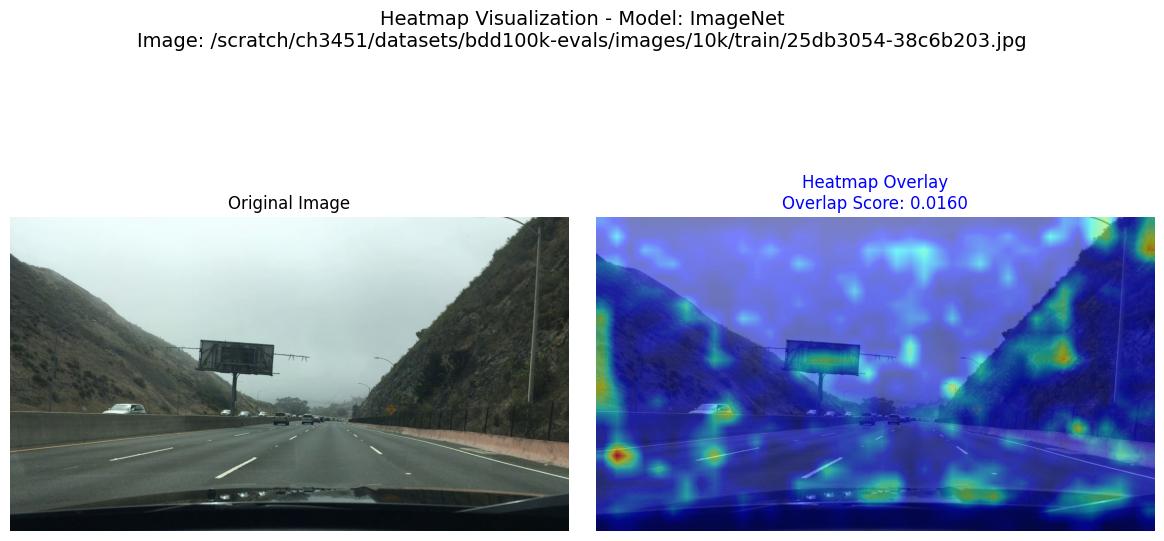 Heatmap Visualization - Model: ImageNet
Image: /scratch/ch3451/datasets/bdd100k-evals/images/10k/train/25db3054-38c6b203.jpg
Original Image
Heatmap Overlay
Overlap Score: 0.0160